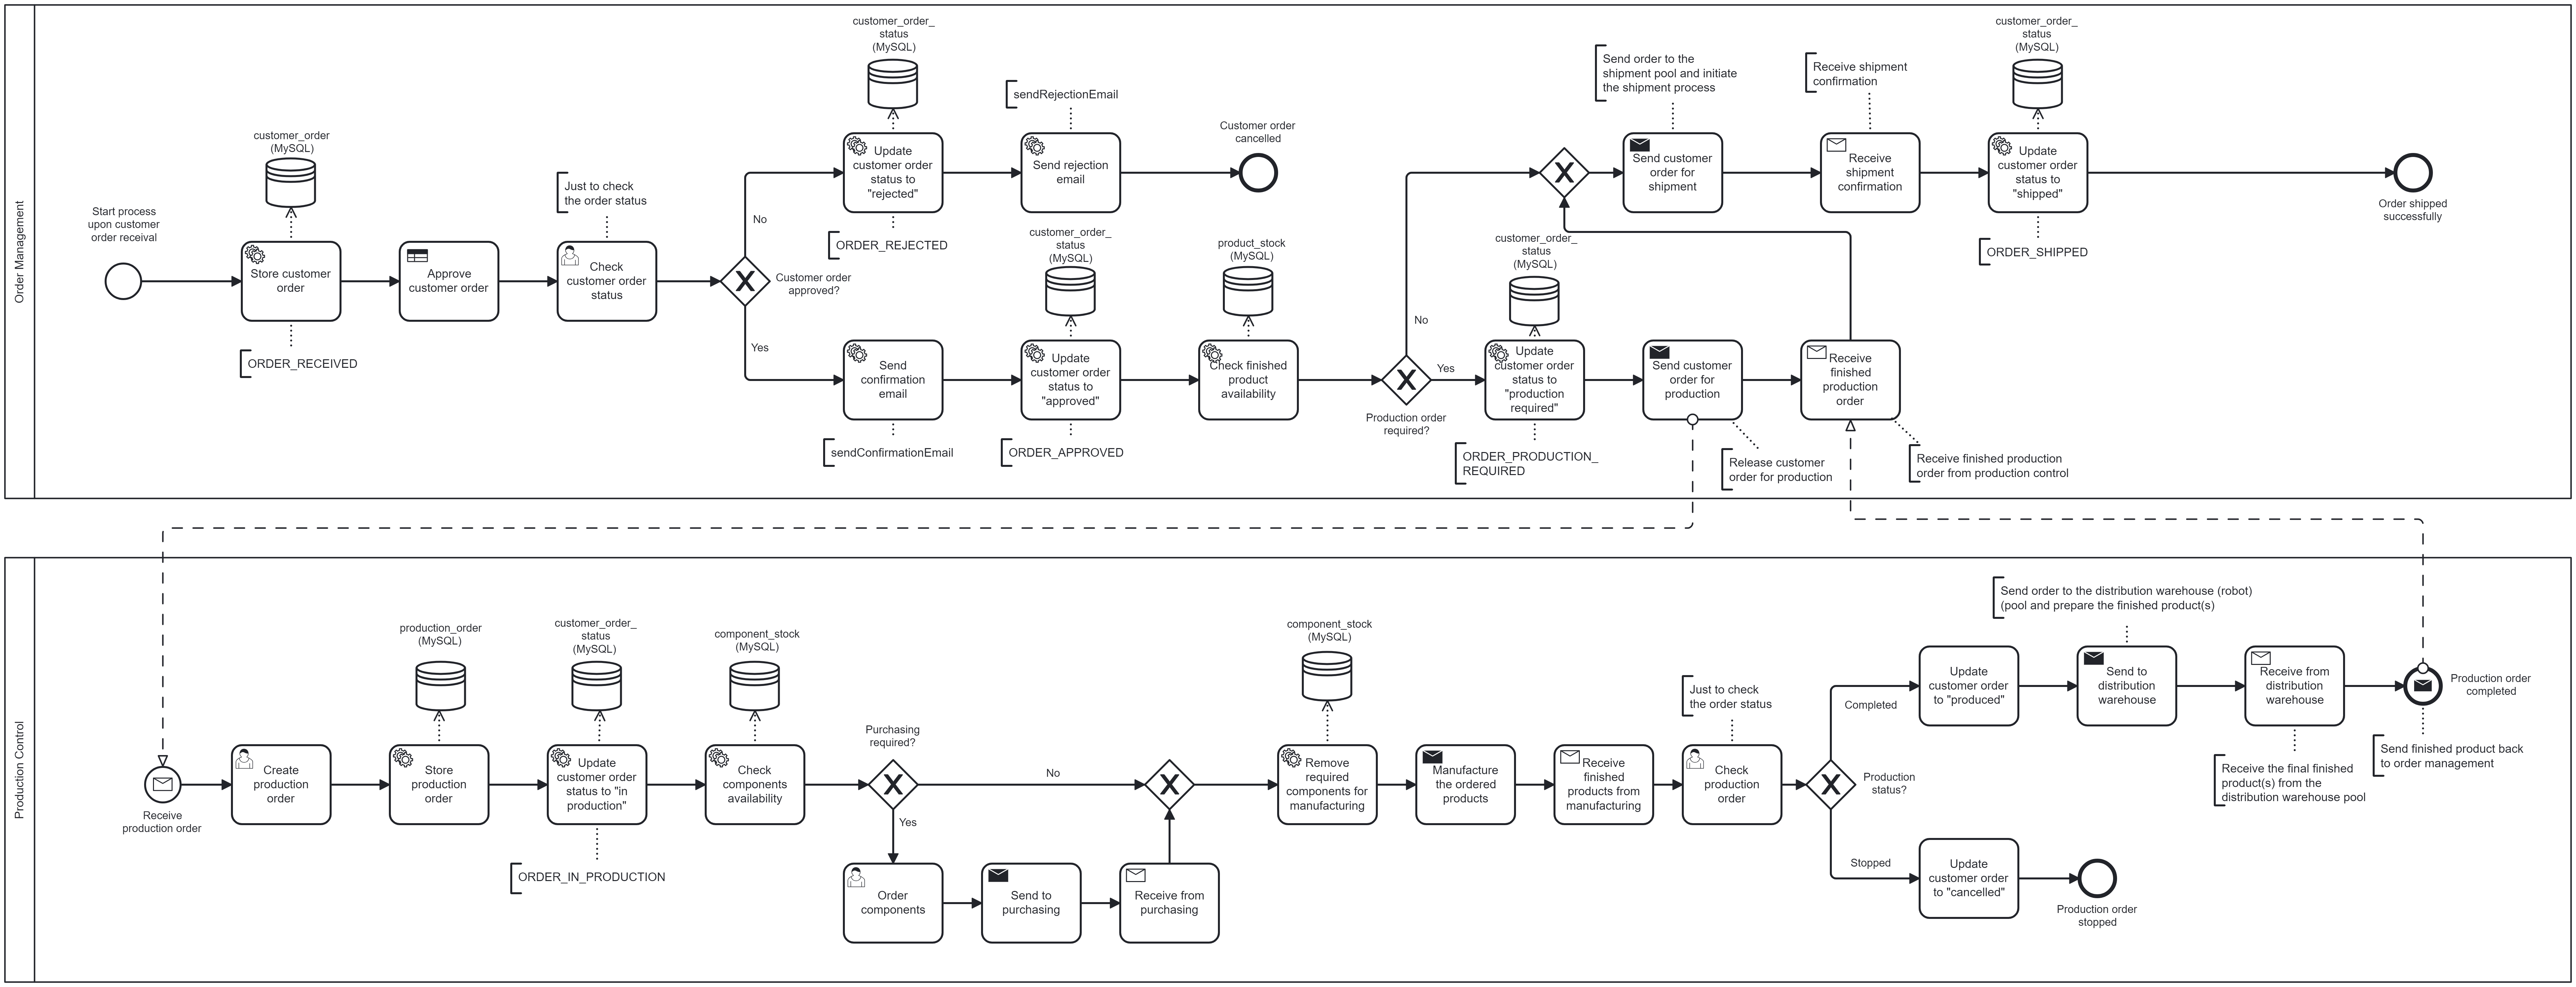 Order Management
Start process
upon customer
order receival
customer_order
(MySQL)
Store customer
order
ORDER_RECEIVED
Approve
customer order
Just to check
the order status
Check
customer order
status
Customer order
approved?
No
Yes
customer_order_
status
(MySQL)
Update
customer order
status to
"rejected"
ORDER_REJECTED
sendRejectionEmail
Send rejection
email
Customer order
cancelled
Send
confirmation
email
sendConfirmationEmail
customer_order_
status
(MySQL)
Update
customer order
status to
"approved"
ORDER_APPROVED
product_stock
(MySQL)
Check finished
product
availability
Production order
required?
No
Yes
customer_order_
status
(MySQL)
Update
customer order
status to
"production
required"
ORDER_PRODUCTION_
REQUIRED
Send customer
order for
production
Release customer
order for production
Receive
finished
production
order
Receive finished production
order from production control
Send order to the
shipment pool and initiate
the shipment process
Send customer
order for
shipment
Receive shipment
confirmation
Receive
shipment
confirmation
customer_order_
status
(MySQL)
Update
customer order
status to
"shipped"
ORDER_SHIPPED
Order shipped
successfully
Production Control
Receive
production order
Create
production
order
production_order
(MySQL)
Store
production
order
customer_order_
status
(MySQL)
Update
customer order
status to "in
production"
ORDER_IN_PRODUCTION
component_stock
(MySQL)
Check
components
availability
Purchasing
required?
No
Yes
Order
components
Send to
purchasing
Receive from
purchasing
component_stock
(MySQL)
Remove
required
components for
manufacturing
Manufacture
the ordered
products
Receive
finished
products from
manufacturing
Just to check
the order status
Check
production
order
Production
status?
Completed
Stopped
Update
customer order
to "produced"
Send order to the distribution warehouse (robot)
(pool and prepare the finished product(s)
Send to
distribution
warehouse
Receive from
distribution
warehouse
Receive the final finished
product(s) from the
distribution warehouse pool
Production order
completed
Send finished product back
to order management
Update
customer order
to "cancelled"
Production order
stopped